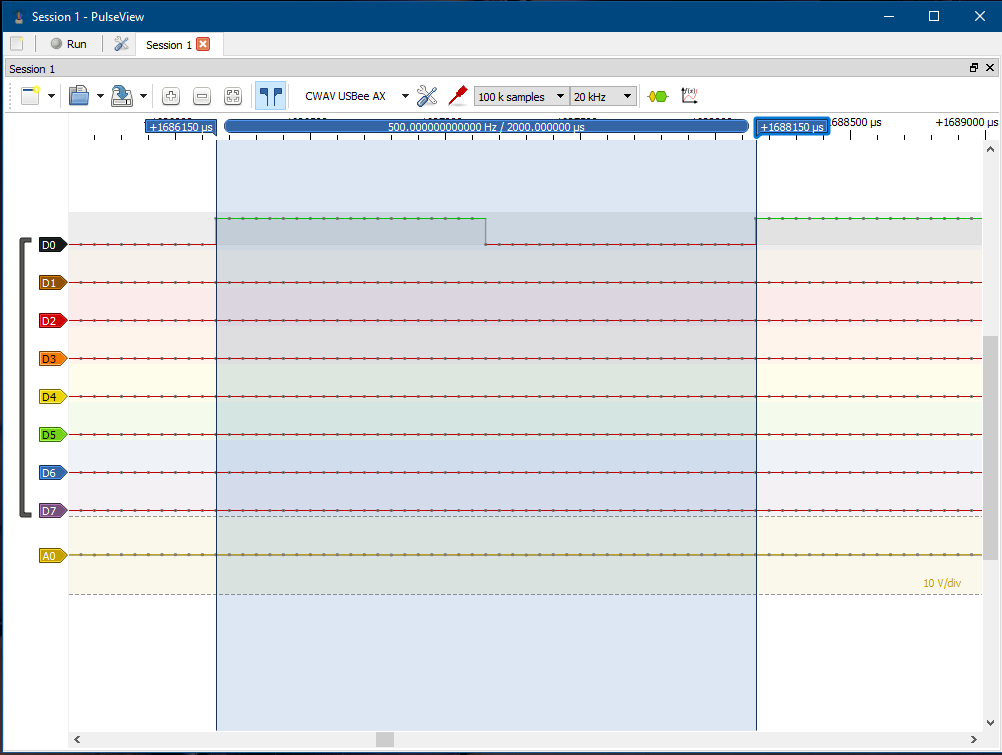 Session 1 - PulseView
Run
Session 1
Session 1
CWAV USBee AX
100 k samples
20 kHz
+1686150 µs
500.000000000000 Hz / 2000.000000 µs
+1688150 µs
1688500 µs
+1689000 µs
D0
D1
D2
D3
D4
D5
D6
D7
A0
10 V/div